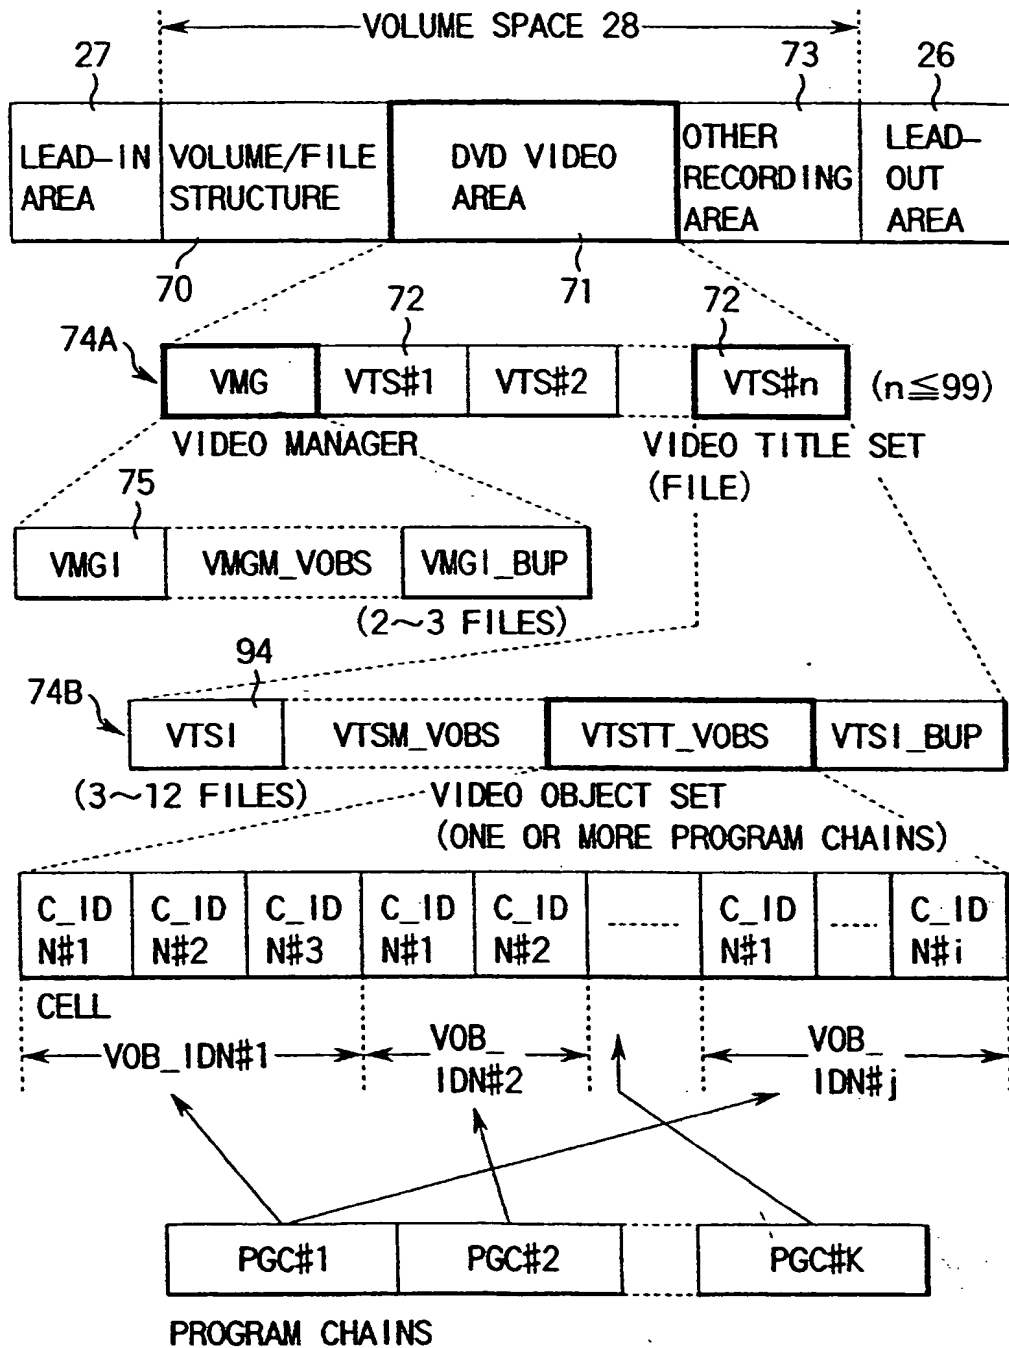 VOLUME SPACE 28
27
73
26
LEAD-IN AREA
VOLUME/FILE STRUCTURE
DVD VIDEO AREA
OTHER RECORDING AREA
LEAD-OUT AREA
70
71
72
72
74A
VMG
VTS#1
VTS#2
VTS#n
(n≦99)
VIDEO MANAGER
VIDEO TITLE SET
(FILE)
75
VMGI
VMGM_VOBS
VMGI_BUP
(2~3 FILES)
94
74B
VTSI
VTSM_VOBS
VTSTT_VOBS
VTSI_BUP
(3~12 FILES)
VIDEO OBJECT SET
(ONE OR MORE PROGRAM CHAINS)
C_ID N#1
C_ID N#2
C_ID N#3
C_ID N#1
C_ID N#2
C_ID N#1
C_ID N#i
CELL
VOB_IDN#1
VOB_IDN#2
VOB_IDN#j
PGC#1
PGC#2
PGC#K
PROGRAM CHAINS